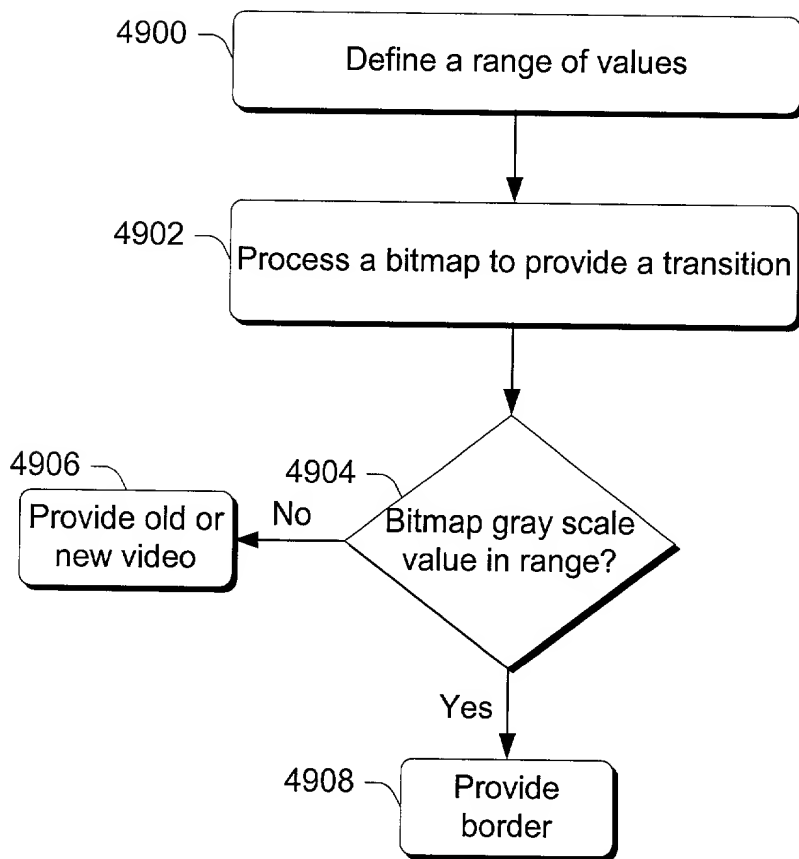 4900
Define a range of values
4902
Process a bitmap to provide a transition
4904
Bitmap gray scale
value in range?
4906
No
Provide old or
new video
Yes
4908
Provide
border